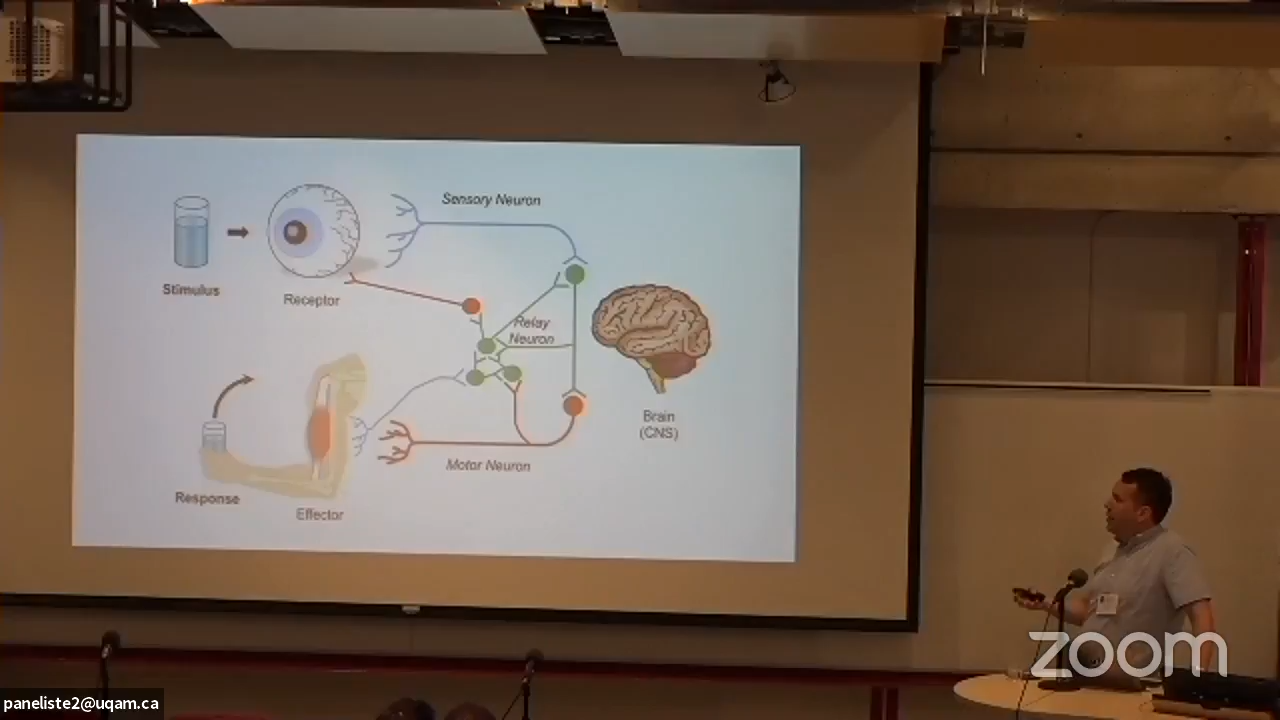 Sensory Neuron
Stimulus
Receptor
Relay
Neuron
Brain
(CNS)
Motor Neuron
Response
Effector
zoom
paneliste2@uqam.ca